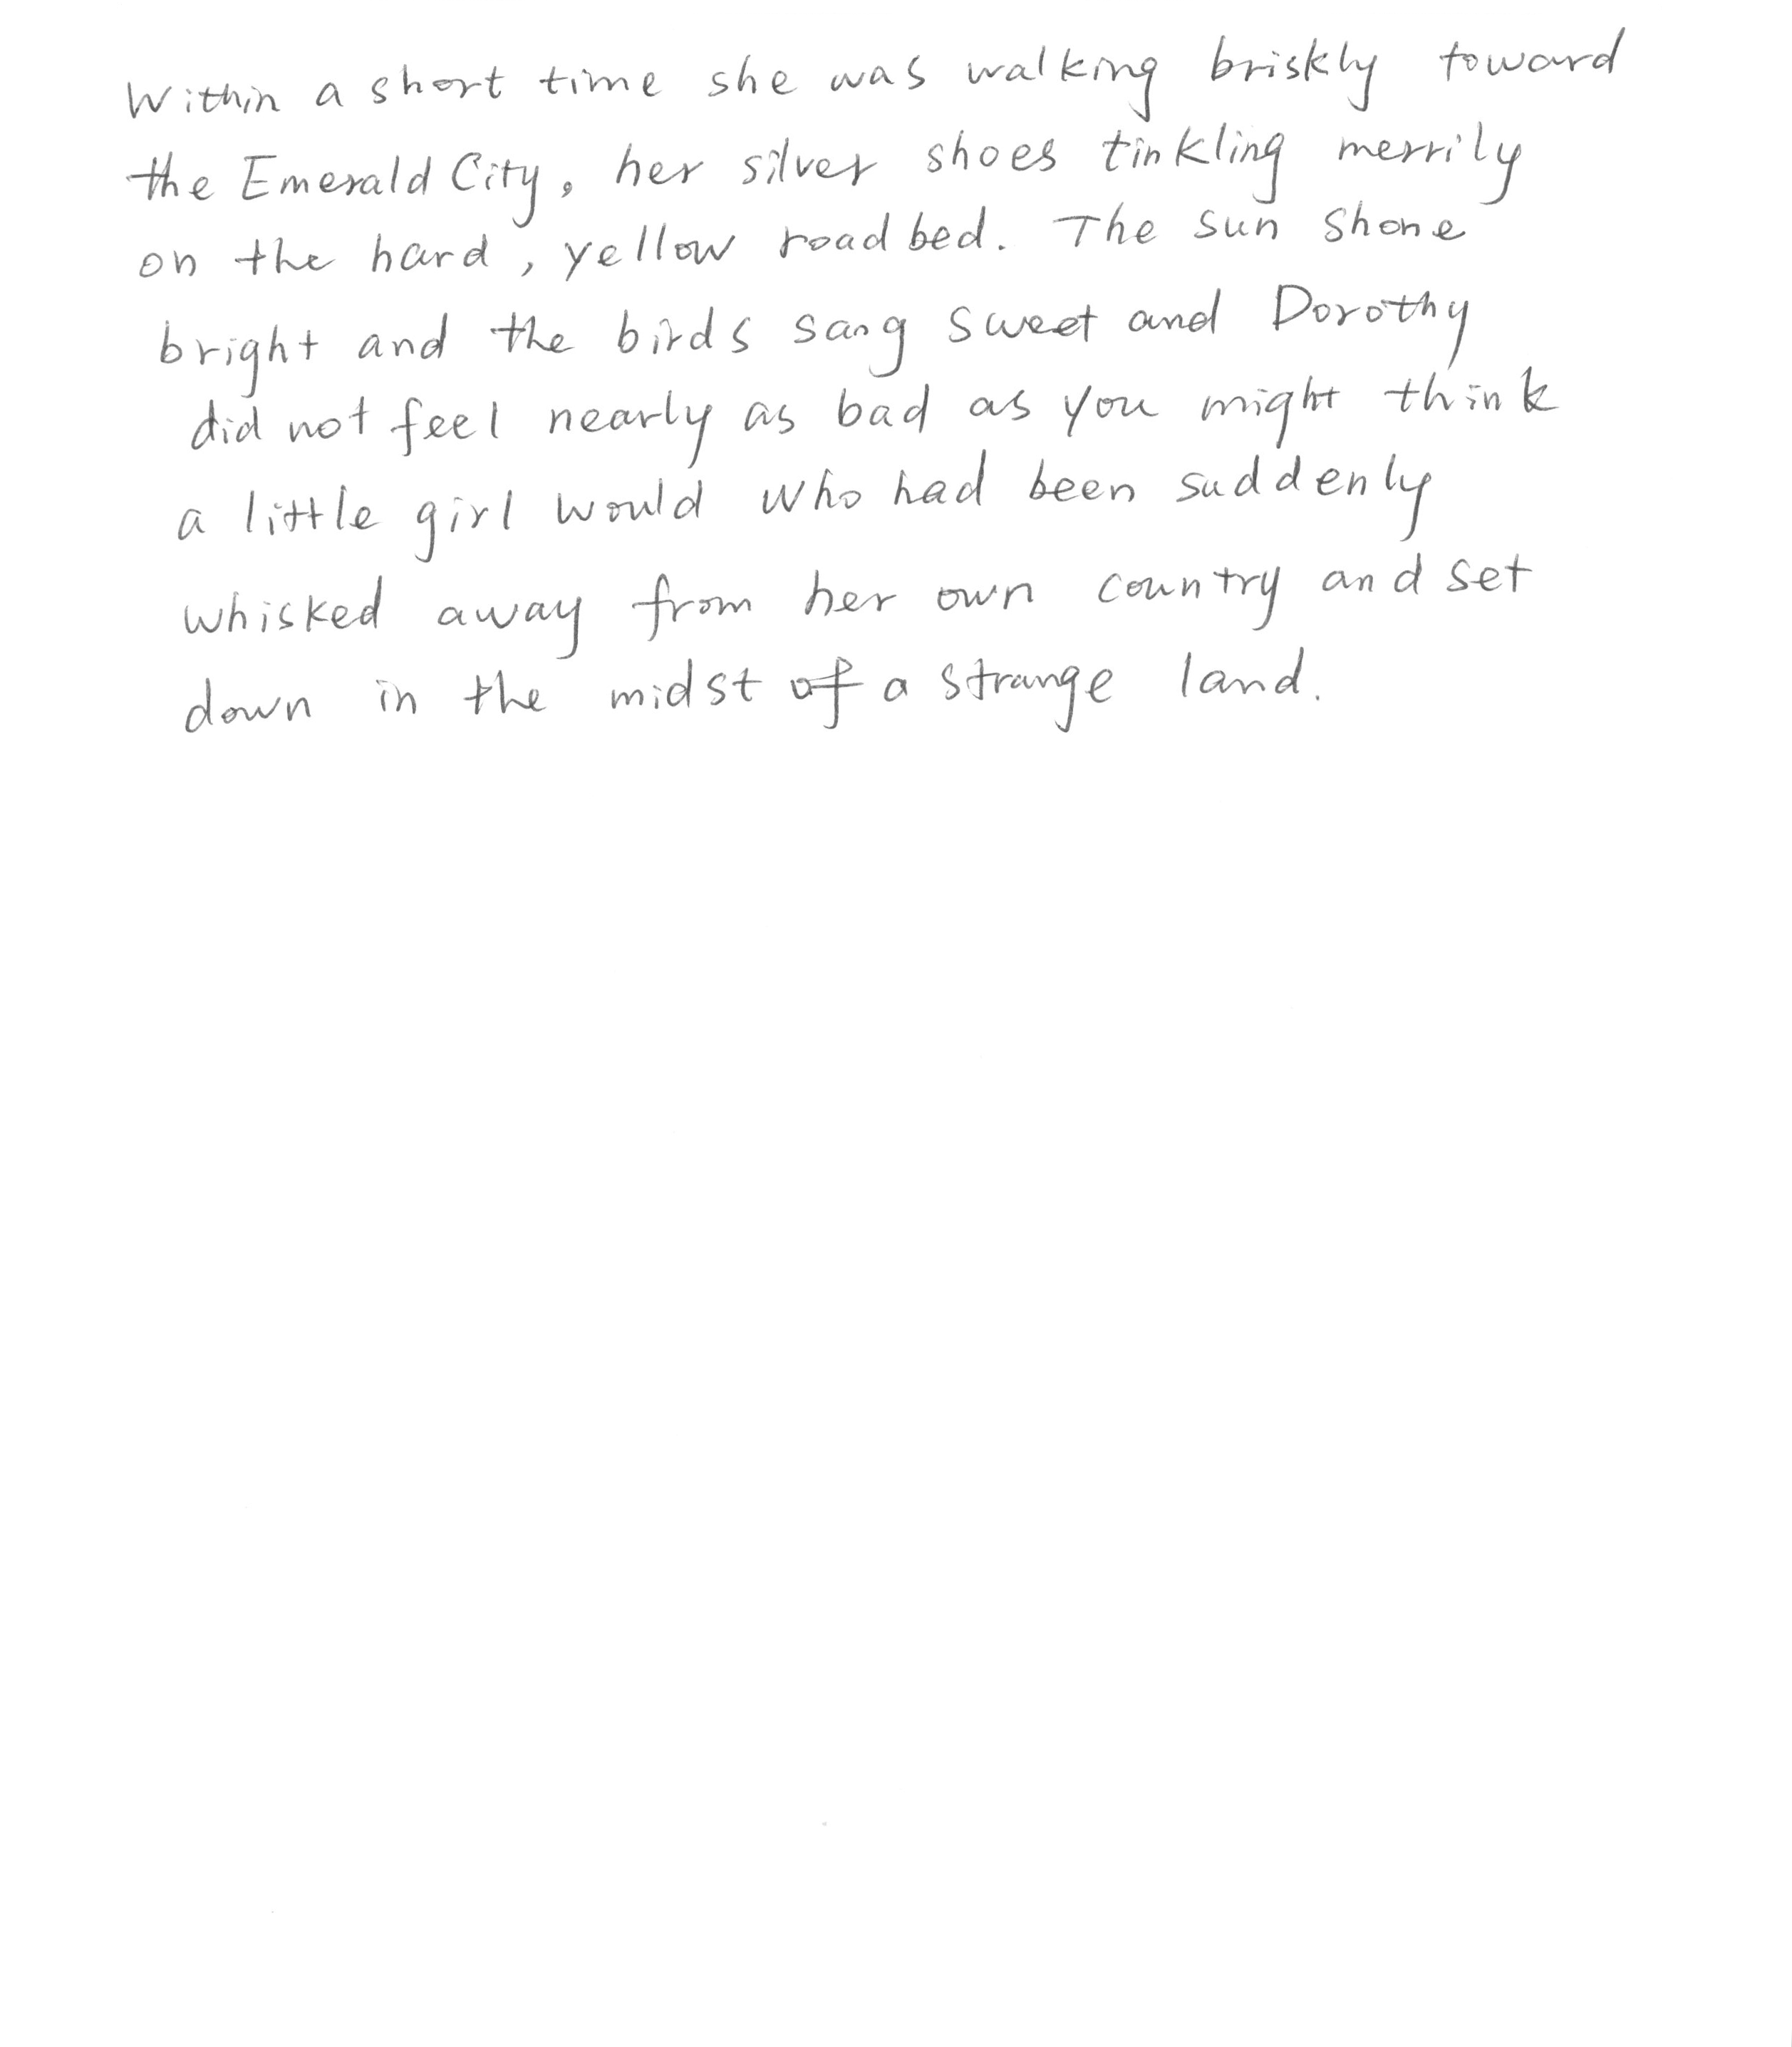 Within a short time she was walking briskly toward
the Emerald City, her silver shoes tinkling merrily
on the hard, yellow roadbed. The sun shone
bright and the birds sang sweet and Dorothy
did not feel nearly as bad as you might think
a little girl would who had been suddenly
whisked away from her own country and set
down in the midst of a strange land.